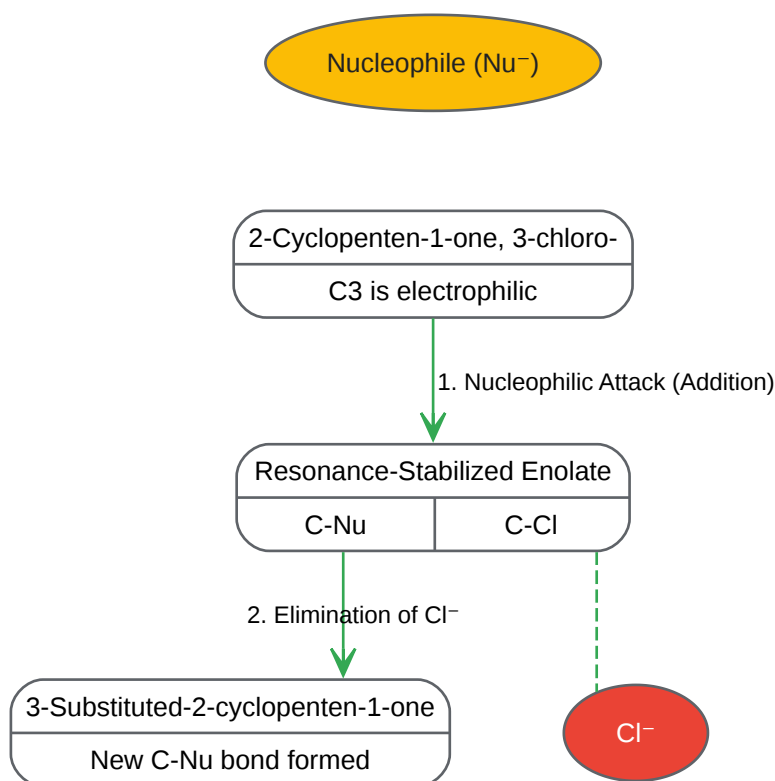 Nucleophile (Nu⁻)
2-Cyclopenten-1-one, 3-chloro-
C3 is electrophilic
1. Nucleophilic Attack (Addition)
Resonance-Stabilized Enolate
C-Nu
C-Cl
2. Elimination of Cl⁻
3-Substituted-2-cyclopenten-1-one
New C-Nu bond formed
Cl⁻